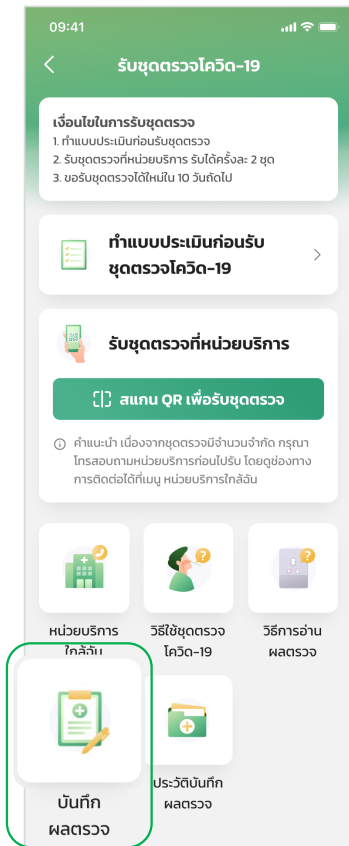 09:41
รับชุดตรวจโควิด-19
เงื่อนไขในการรับชุดตรวจ
1. ทำแบบประเมินก่อนรับชุดตรวจ
2. รับชุดตรวจที่หน่วยบริการ รับได้ครั้งละ 2 ชุด
3. ขอรับชุดตรวจได้ใหม่ใน 10 วันถัดไป
ทำแบบประเมินก่อนรับ
ชุดตรวจโควิด-19
รับชุดตรวจที่หน่วยบริการ
สแกน QR เพื่อรับชุดตรวจ
คำแนะนำ เนื่องจากชุดตรวจมีจำนวนจำกัด กรุณา
โทรสอบถามหน่วยบริการก่อนไปรับ โดยดูช่องทาง
การติดต่อได้ที่เมนู หน่วยบริการใกล้ฉัน
หน่วยบริการ
ใกล้ฉัน
วิธีใช้ชุดตรวจ
โควิด-19
วิธีการอ่าน
ผลตรวจ
บันทึก
ผลตรวจ
ประวัติบันทึก
ผลตรวจ